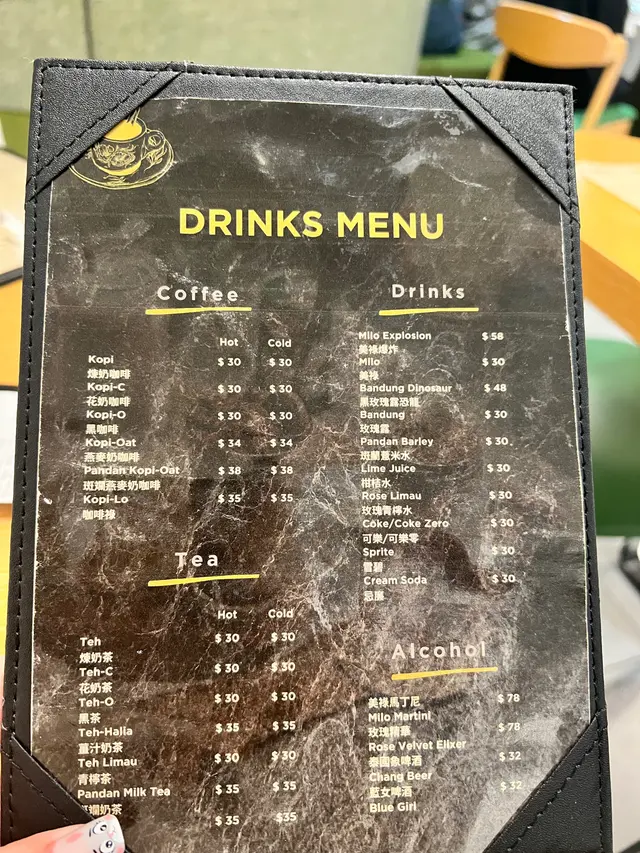 DRINKS MENU
Coffee
Hot Cold
Kopi $ 30 $ 30
煉奶咖啡
Kopi-C $ 30 $ 30
花奶咖啡
Kopi-O $ 30 $ 30
黑咖啡
Kopi-Oat $ 34 $ 34
燕麥奶咖啡
Pandan Kopi-Oat $ 38 $ 38
斑斕燕麥奶咖啡
Kopi-Lo $ 35 $ 35
咖啡祿
Tea
Hot Cold
Teh $ 30 $ 30
煉奶茶
Teh-C $ 30 $ 30
花奶茶
Teh-O $ 30 $ 30
黑茶
Teh-Halia $ 35 $ 35
薑汁奶茶
Teh Limau $ 30 $ 30
青檸茶
Pandan Milk Tea $ 35 $ 35
斕奶茶
$ 35 $35
Drinks
Milo Explosion $ 58
美祿爆炸
Milo $ 30
美祿
Bandung Dinosaur $ 48
黑玫瑰露恐龍
Bandung $ 30
玫瑰露
Pandan Barley $ 30
斑蘭薏米水
Lime Juice $ 30
柑桔水
Rose Limau $ 30
玫瑰青檸水
Coke/Coke Zero $ 30
可樂/可樂零
Sprite $ 30
雪碧
Cream Soda $ 30
忌廉
Alcohol
美祿馬丁尼 $ 78
Milo Martini
玫瑰精華 $ 78
Rose Velvet Elixer
泰國象啤酒 $ 32
Chang Beer
藍女啤酒 $ 32
Blue Girl